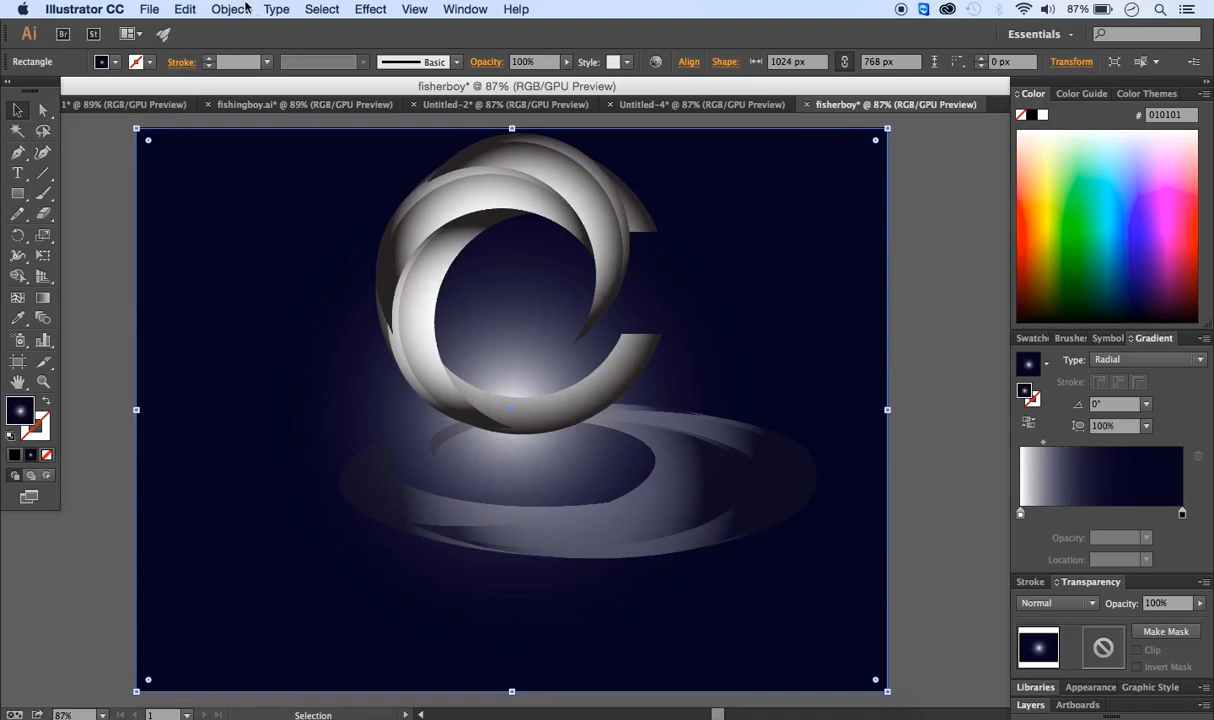 Illustrator CC File Edit Object Type Select Effect View Window Help 87%
Ai Br St Essentials
Rectangle Stroke: Basic Opacity: 100% Style: Align Shape: 1024 px 768 px 0 px Transform
fisherboy* @ 87% (RGB/GPU Preview)
1* @ 89% (RGB/GPU Preview) × fishingboy.ai* @ 89% (RGB/GPU Preview) × Untitled-2* @ 87% (RGB/GPU Preview) × Untitled-4* @ 87% (RGB/GPU Preview) × fisherboy* @ 87% (RGB/GPU Preview)
Color Color Guide Color Themes
# 010101
Swatch Brushes Symbol Gradient
Type: Radial
Stroke:
0°
100%
Opacity:
Location:
Stroke Transparency
Normal Opacity: 100%
Make Mask
Clip
Invert Mask
Libraries Appearance Graphic Style
Layers Artboards
87% 1 Selection